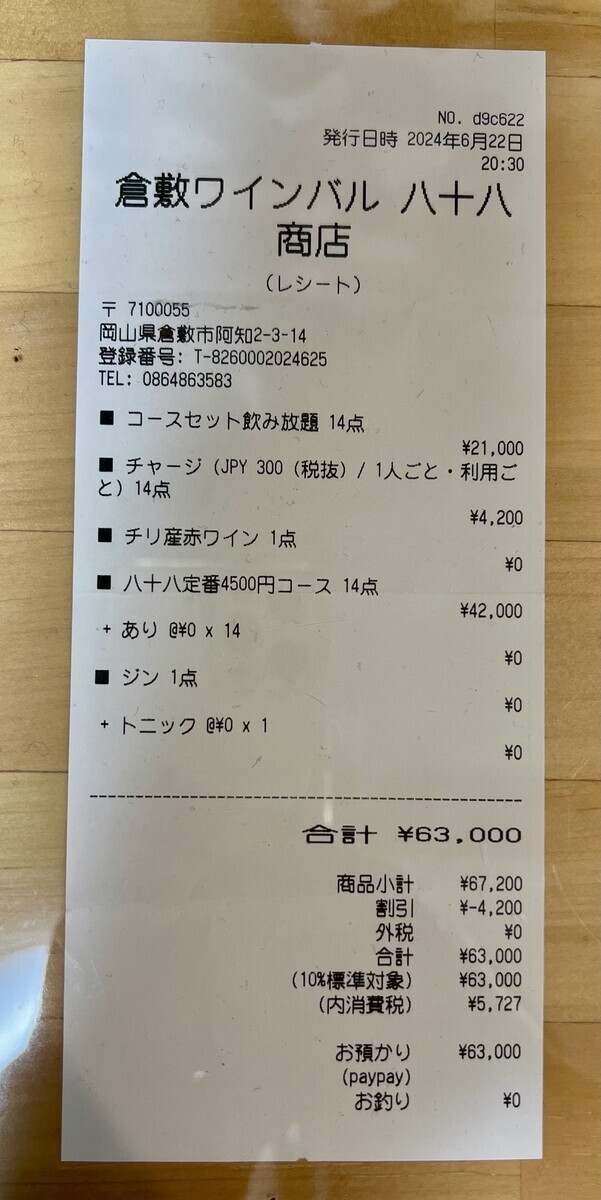 NO. d9c622
発行日時 2024年6月22日
20:30
倉敷ワインバル 八十八
商店
(レシート)
〒 7100055
岡山県倉敷市阿知2-3-14
登録番号: T-8260002024625
TEL: 0864863583
■ コースセット飲み放題 14点
¥21,000
■ チャージ (JPY 300 (税抜) / 1人ごと・利用ご
と) 14点
¥4,200
■ チリ産赤ワイン 1点
¥0
■ 八十八定番4500円コース 14点
¥42,000
+ あり @¥0 x 14
¥0
■ ジン 1点
¥0
+ トニック @¥0 x 1
¥0
合計 ¥63,000
商品小計 ¥67,200
割引 ¥-4,200
外税 ¥0
合計 ¥63,000
(10%標準対象) ¥63,000
(内消費税) ¥5,727
お預かり ¥63,000
(paypay)
お釣り ¥0